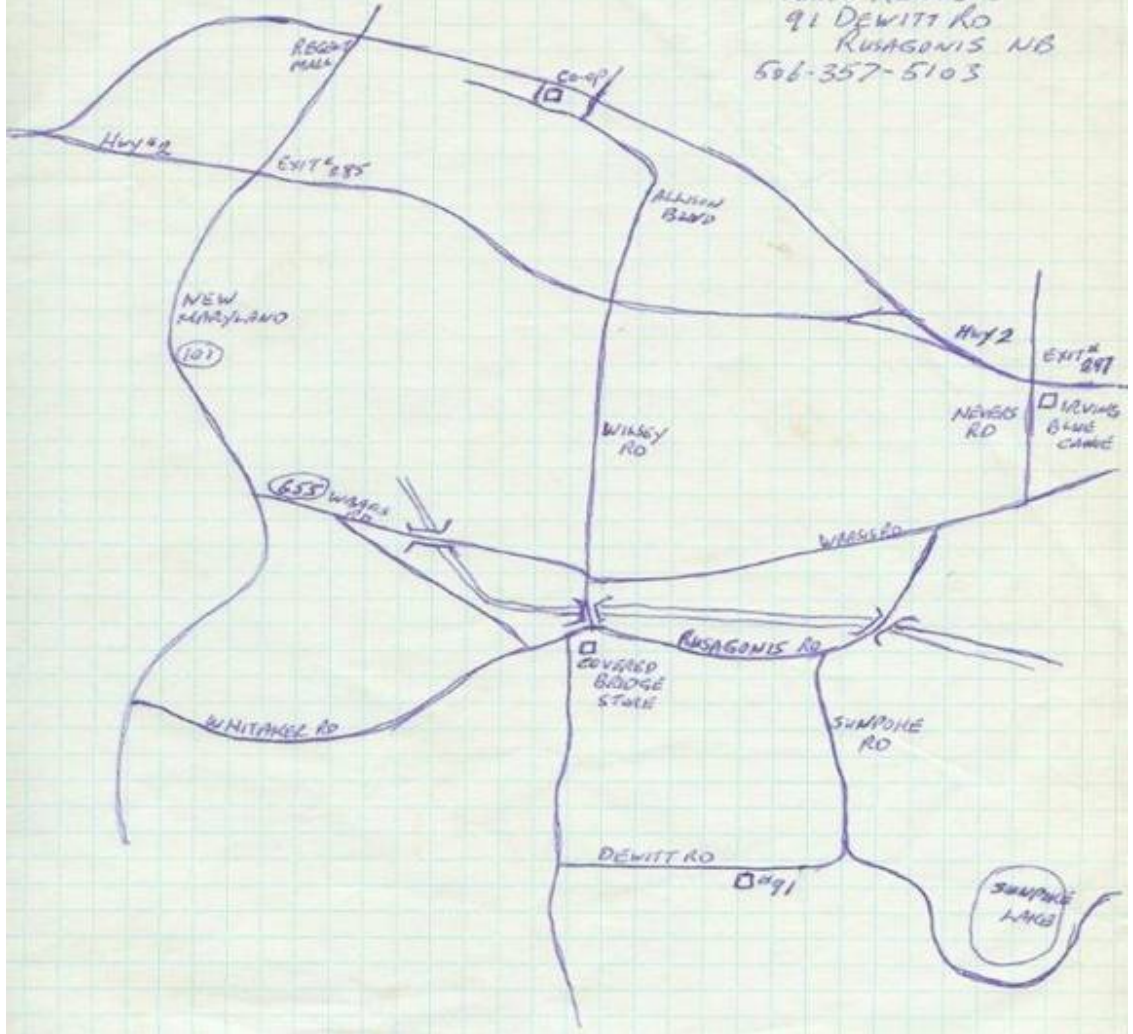 91 DEWITT RD
RUSAGONIS NB
506-357-5103
REGENT
MALL
CO-OP
HWY #2
EXIT # 285
ALLISON
BLVD
NEW
MARYLAND
101
HWY 2
EXIT #
297
NEVERS
RD
IRVING
BLUE
CANOE
WILSEY
RD
655
RD
RD
RUSAGONIS RD
COVERED
BRIDGE
STORE
WHITAKER RD
SUNPOKE
RD
DEWITT RD
#91
SUNPOKE
LAKE